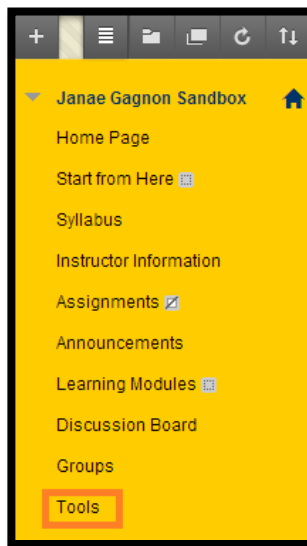 Janae Gagnon Sandbox
Home Page
Start from Here
Syllabus
Instructor Information
Assignments
Announcements
Learning Modules
Discussion Board
Groups
Tools